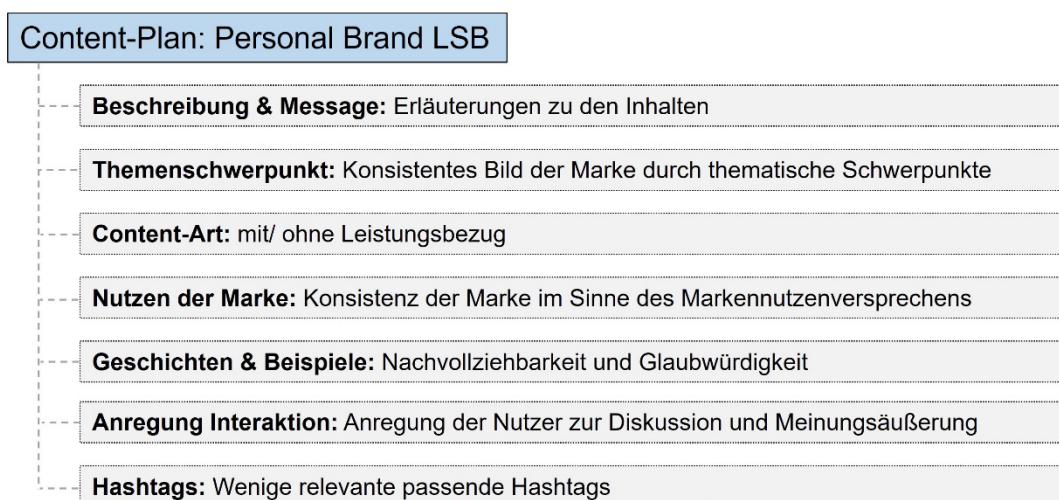 Content-Plan: Personal Brand LSB
Beschreibung & Message: Erläuterungen zu den Inhalten
Themenschwerpunkt: Konsistentes Bild der Marke durch thematische Schwerpunkte
Content-Art: mit/ ohne Leistungsbezug
Nutzen der Marke: Konsistenz der Marke im Sinne des Markennutzenversprechens
Geschichten & Beispiele: Nachvollziehbarkeit und Glaubwürdigkeit
Anregung Interaktion: Anregung der Nutzer zur Diskussion und Meinungsäußerung
Hashtags: Wenige relevante passende Hashtags